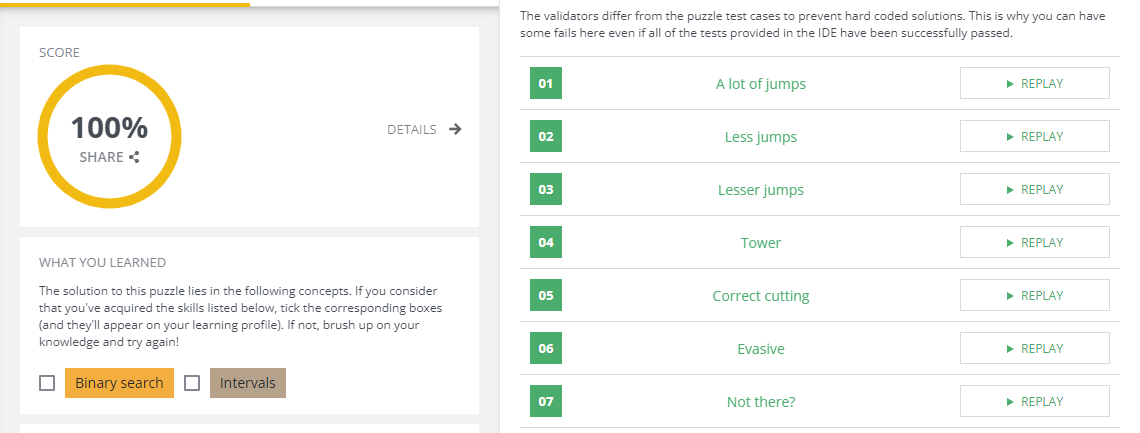 SCORE
100%
SHARE
DETAILS
WHAT YOU LEARNED
The solution to this puzzle lies in the following concepts. If you consider
that you've acquired the skills listed below, tick the corresponding boxes
(and they'll appear on your learning profile). If not, brush up on your
knowledge and try again!
Binary search
Intervals
The validators differ from the puzzle test cases to prevent hard coded solutions. This is why you can have
some fails here even if all of the tests provided in the IDE have been successfully passed.
01 A lot of jumps REPLAY
02 Less jumps REPLAY
03 Lesser jumps REPLAY
04 Tower REPLAY
05 Correct cutting REPLAY
06 Evasive REPLAY
07 Not there? REPLAY